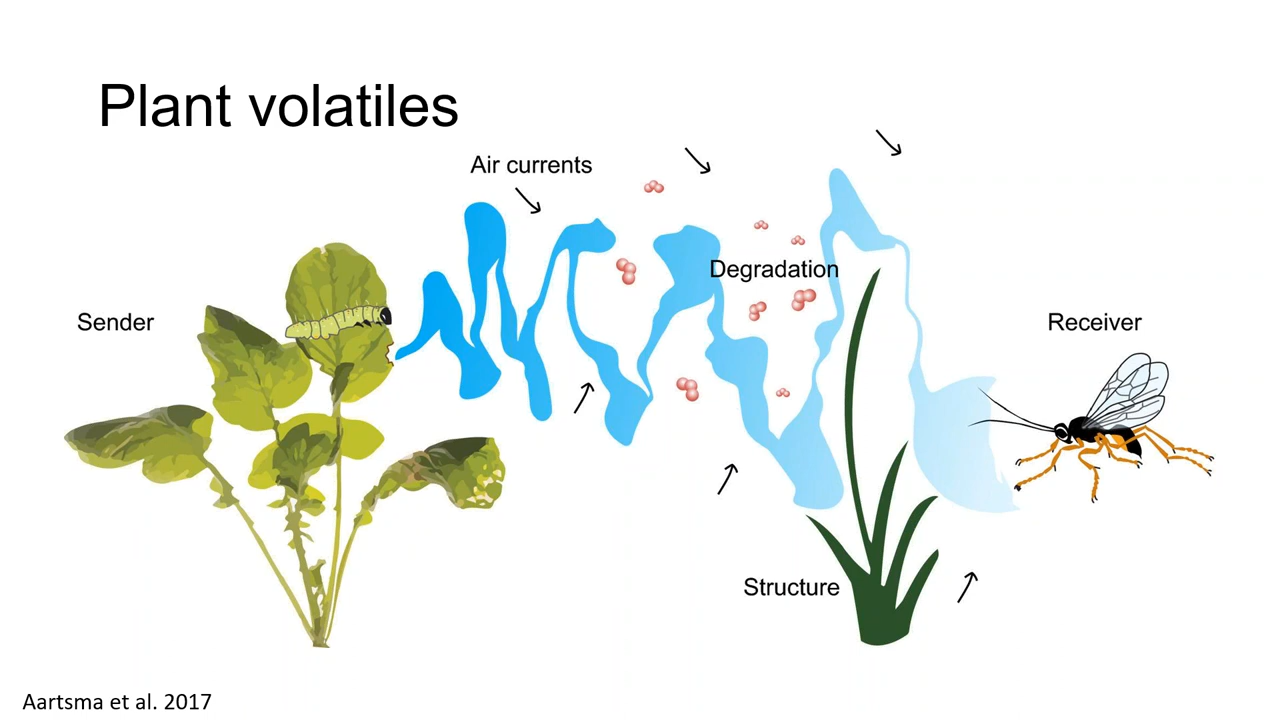 Plant volatiles
Air currents
Degradation
Sender
Receiver
Structure
Aartsma et al. 2017